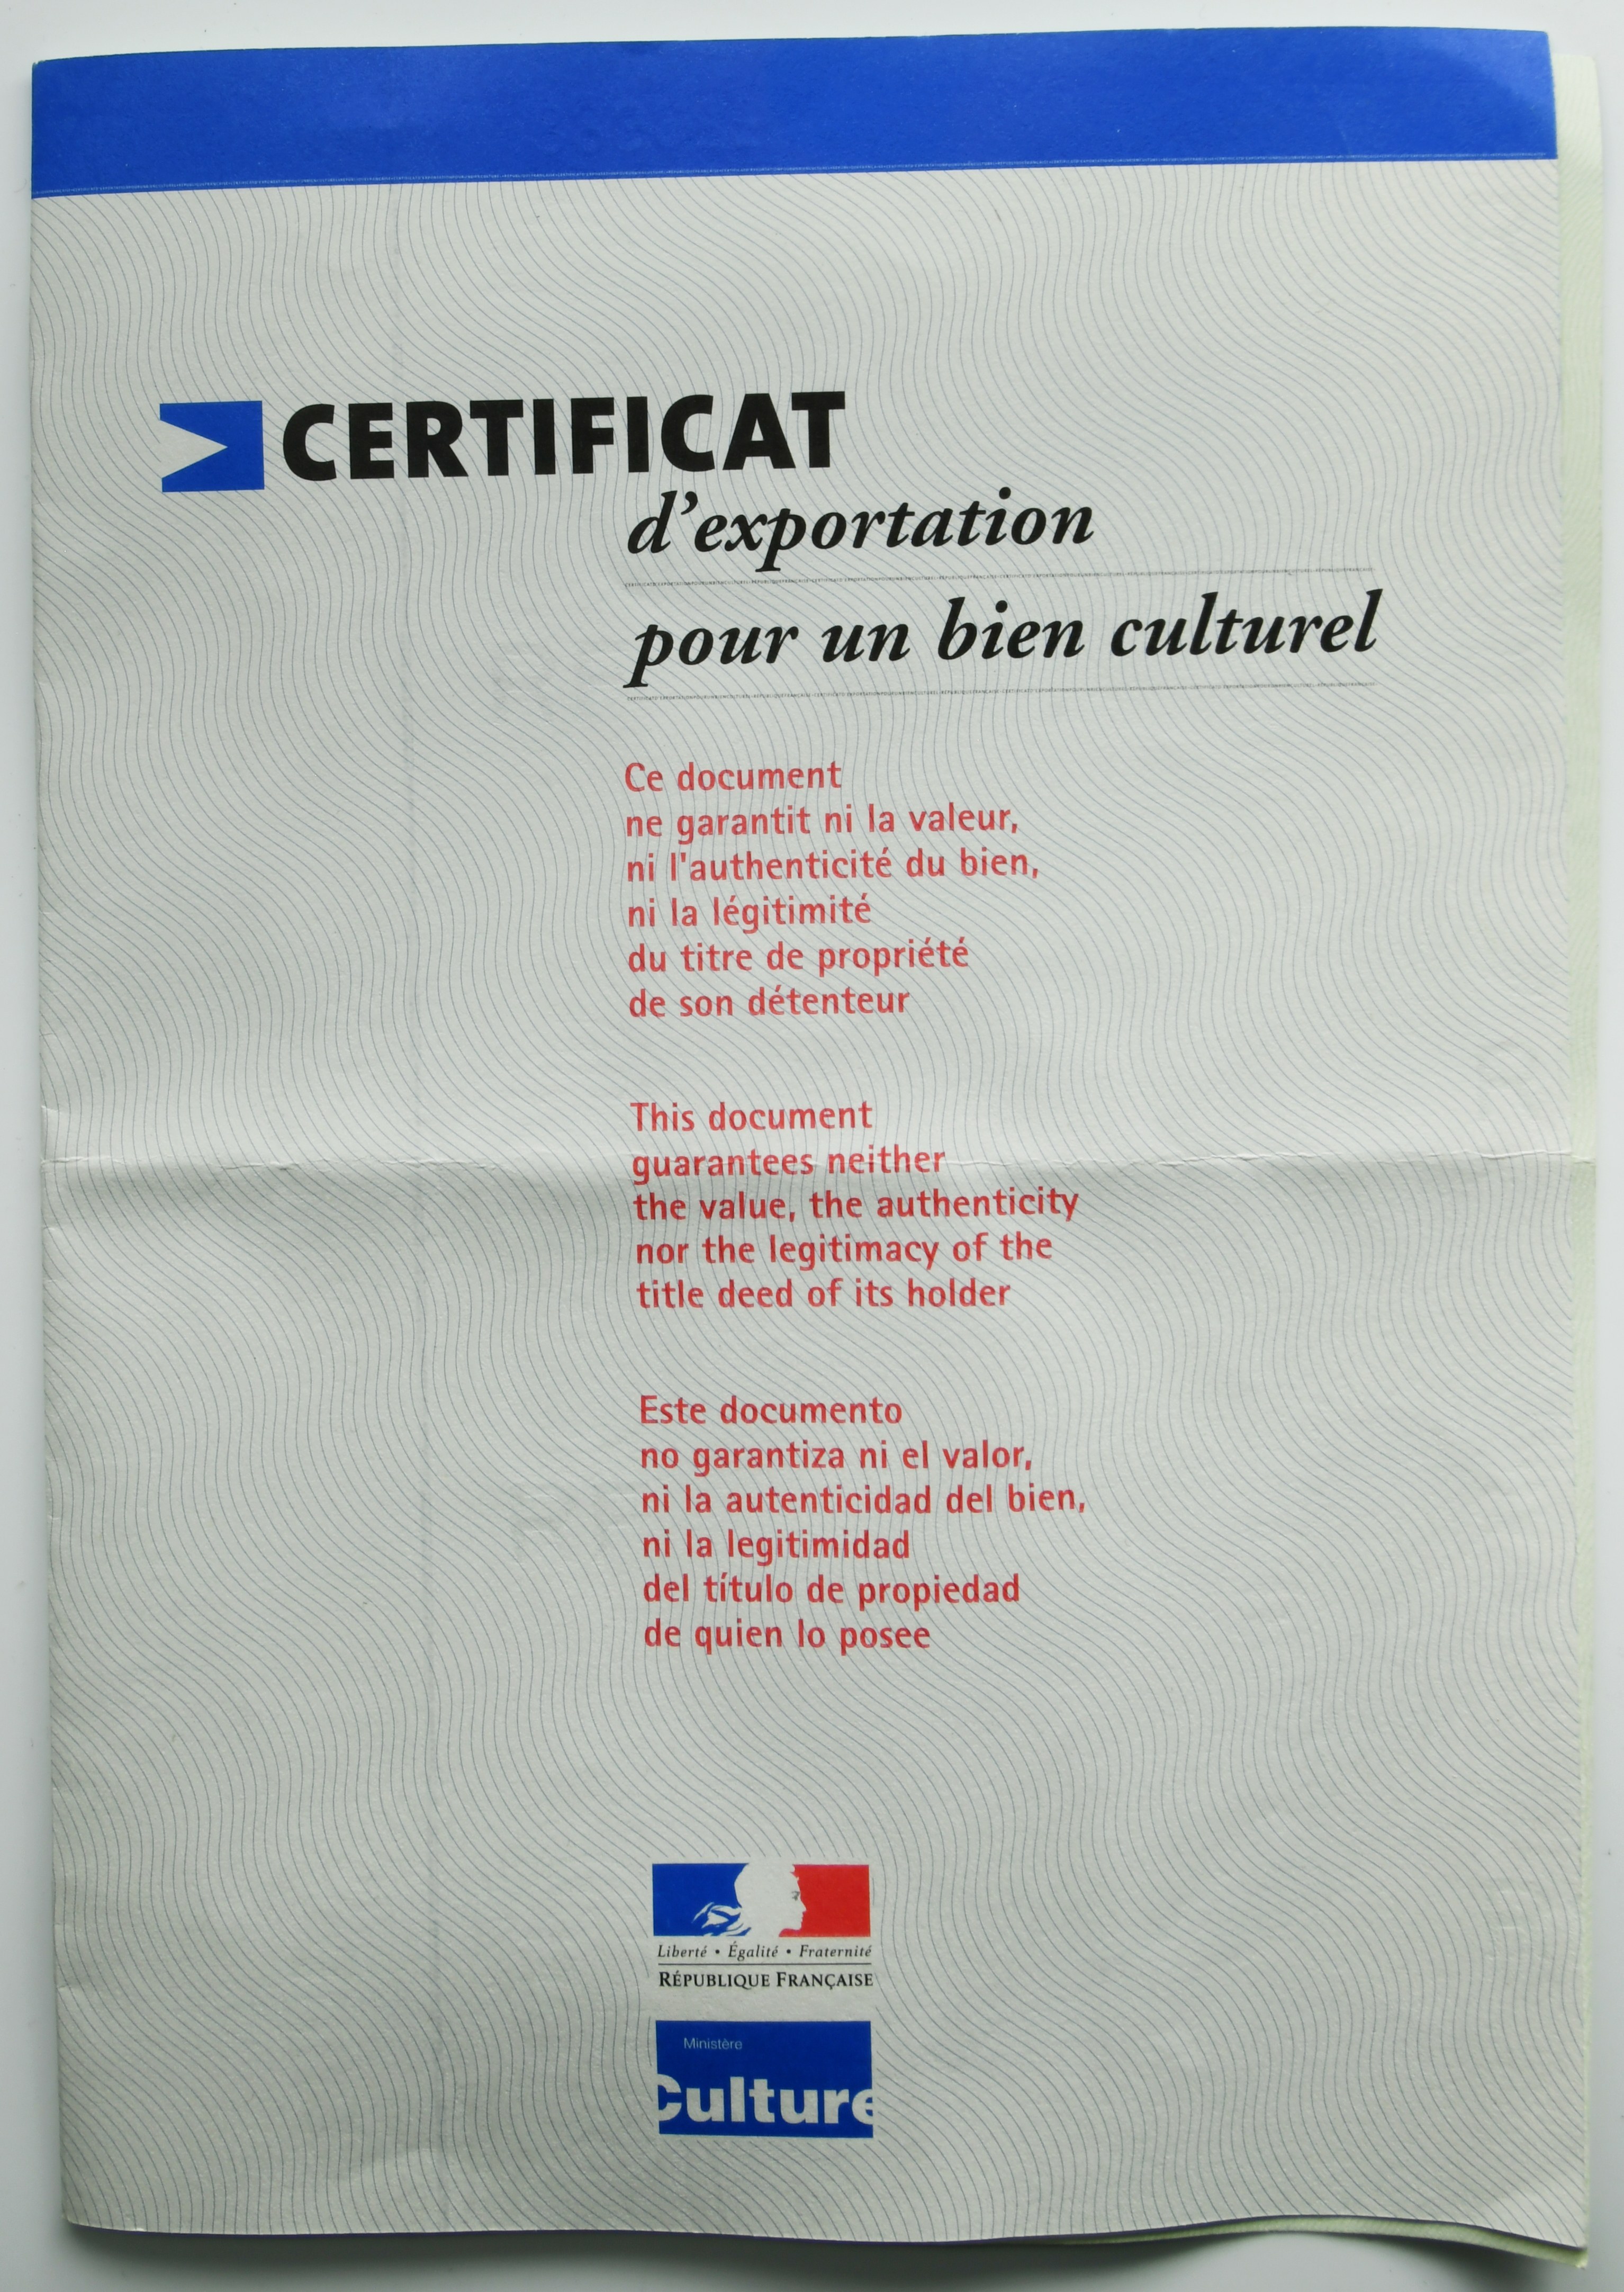 CERTIFICAT
d'exportation
pour un bien culturel
Ce document
ne garantit ni la valeur,
ni l'authenticité du bien,
ni la légitimité
du titre de propriété
de son détenteur
This document
guarantees neither
the value, the authenticity
nor the legitimacy of the
title deed of its holder
Este documento
no garantiza ni el valor,
ni la autenticidad del bien,
ni la legitimidad
del título de propiedad
de quien lo posee
Liberté • Égalité • Fraternité
RÉPUBLIQUE FRANÇAISE
Ministère
Culture